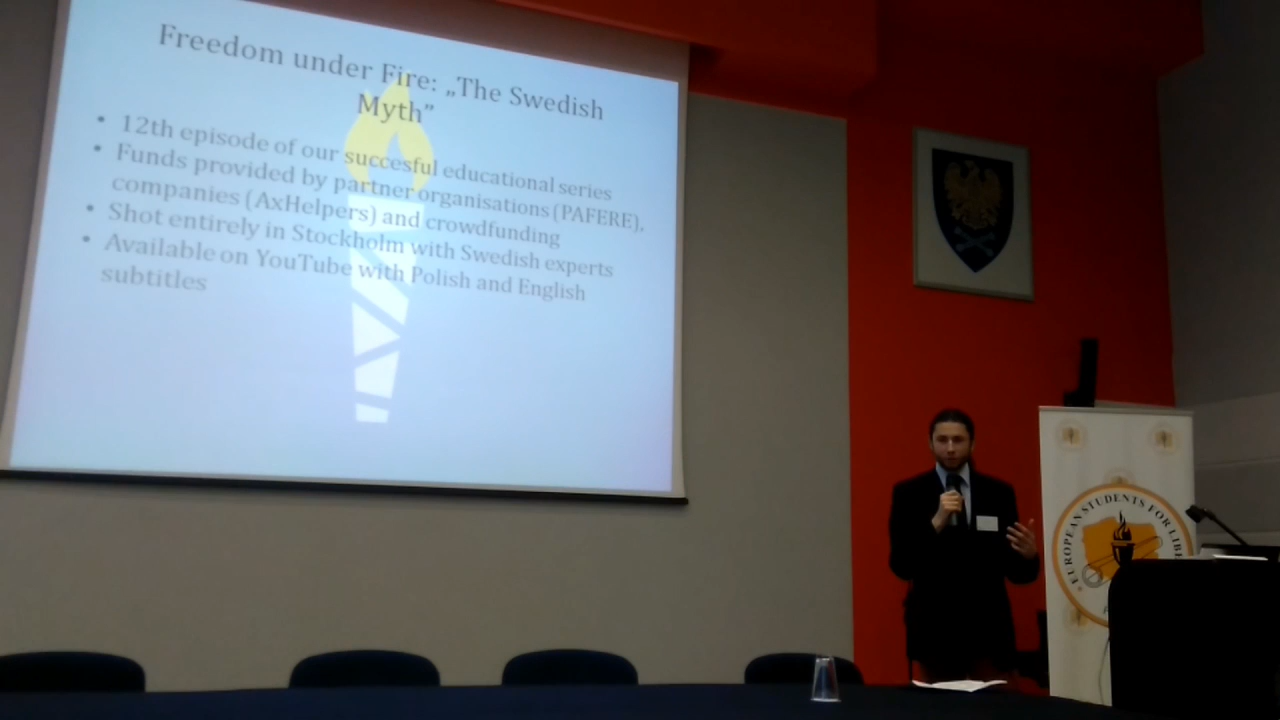 Freedom under Fire: „The Swedish
Myth”
• 12th episode of our succesful educational series
• Funds provided by partner organisations (PAFERE),
companies (AxHelpers) and crowdfunding
• Shot entirely in Stockholm with Swedish experts
• Available on YouTube with Polish and English
subtitles
EUROPEAN STUDENTS FOR LIBE